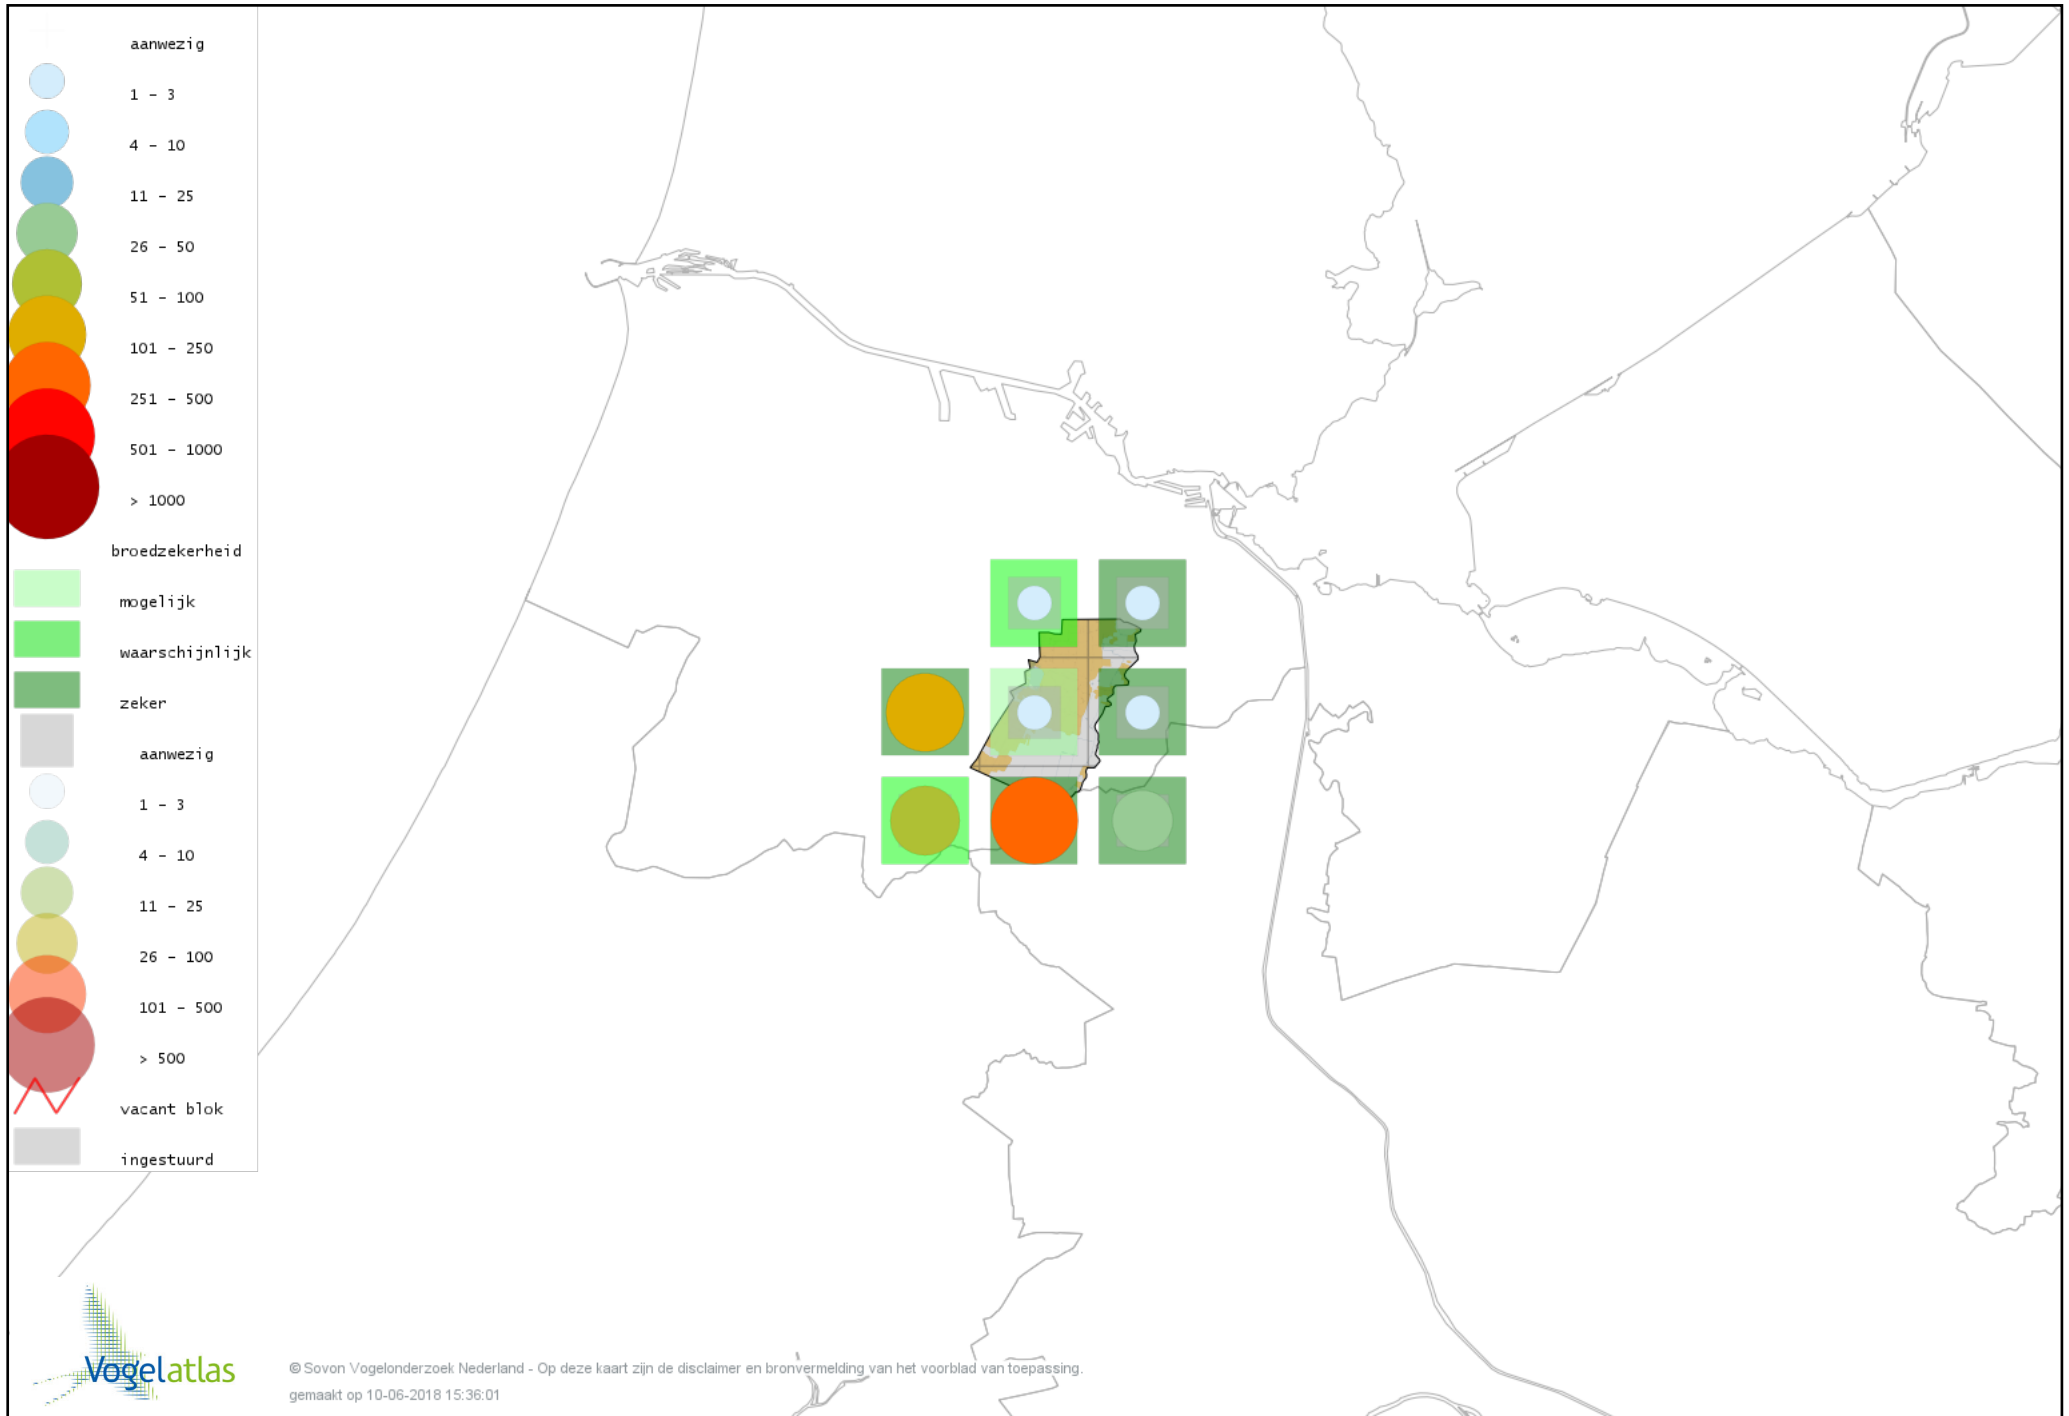 aanwezig
1 - 3
4 - 10
11 - 25
26 - 50
51 - 100
101 - 250
251 - 500
501 - 1000
> 1000
broedzekerheid
mogelijk
waarschijnlijk
zeker
aanwezig
1 - 3
4 - 10
11 - 25
26 - 100
101 - 500
> 500
vacant blok
ingestuurd
Vogelatlas
© Sovon Vogelonderzoek Nederland - Op deze kaart zijn de disclaimer en bronvermelding van het voorblad van toepassing.
gemaakt op 10-06-2018 15:36:01